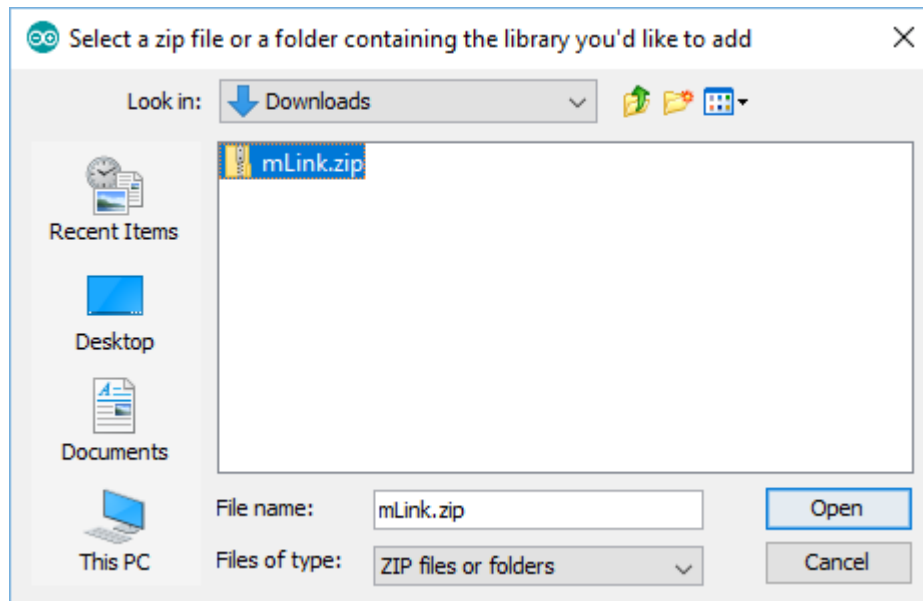 Select a zip file or a folder containing the library you'd like to add
Look in:
Downloads
mLink.zip
Recent Items
Desktop
Documents
This PC
File name:
mLink.zip
Open
Files of type:
ZIP files or folders
Cancel